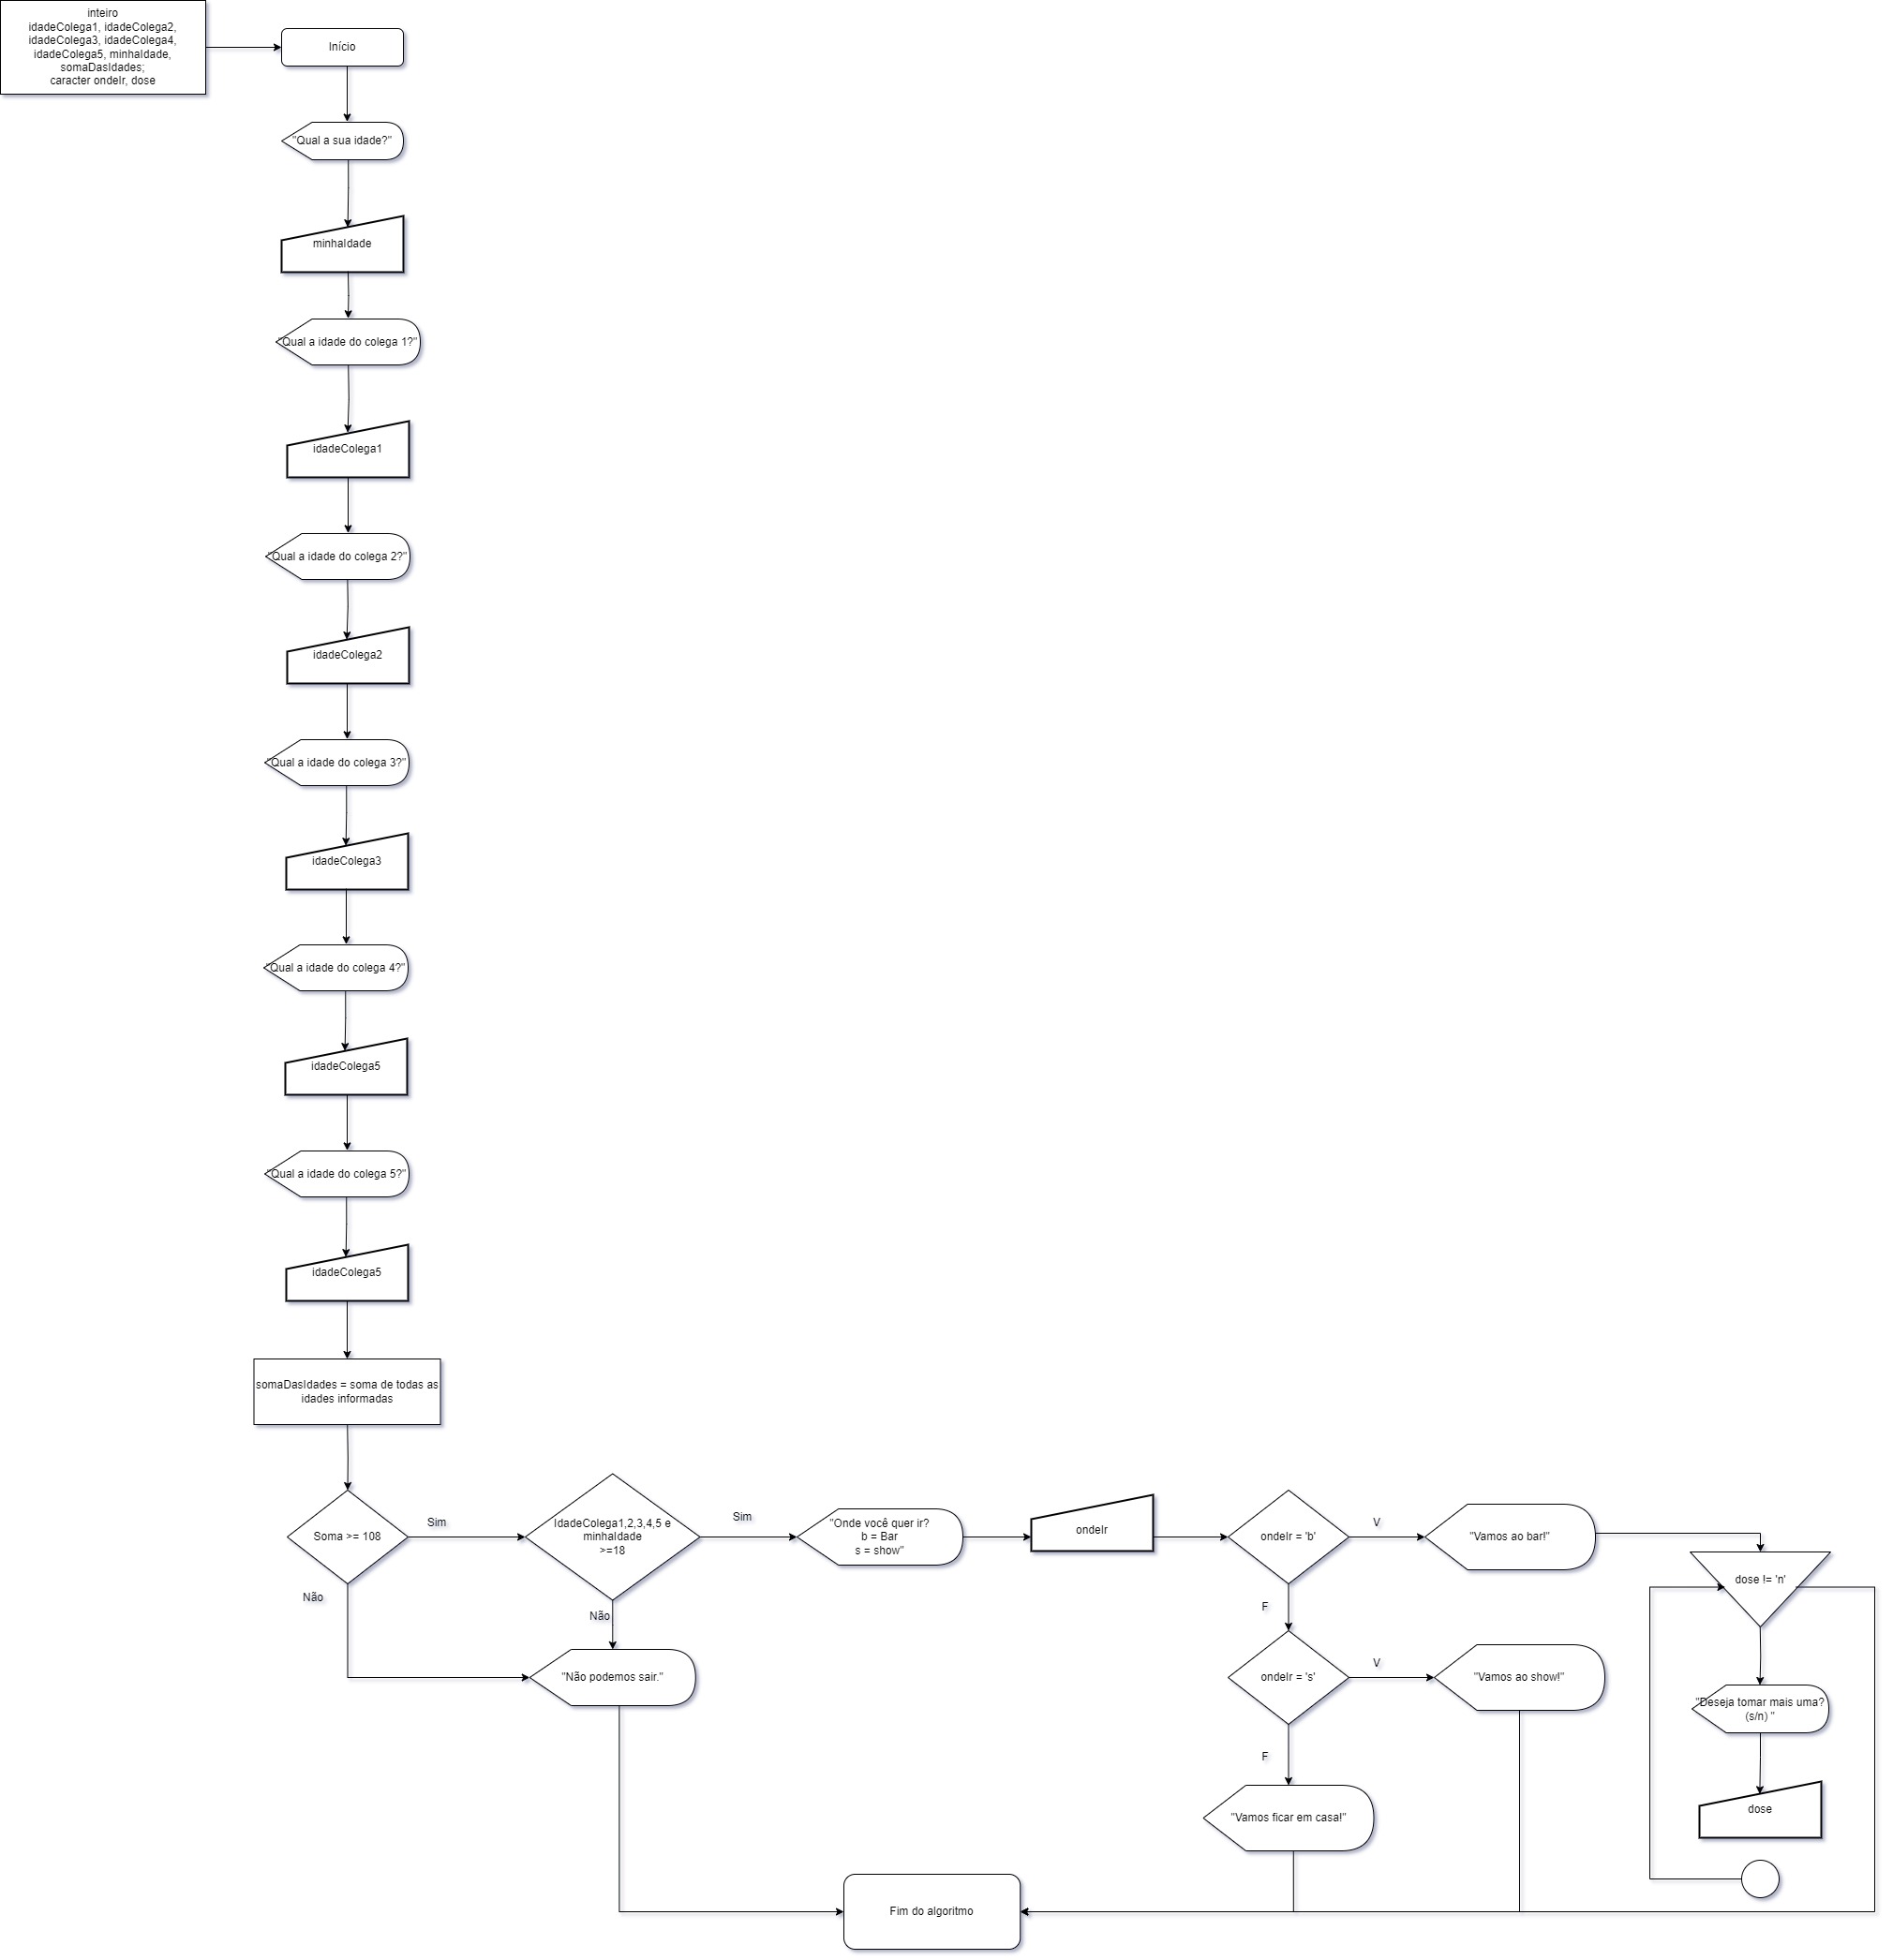 inteiro
idadeColega1, idadeColega2,
idadeColega3, idadeColega4,
idadeColega5, minhaIdade,
somaDasIdades;
caracter ondeIr, dose
Início
"Qual a sua idade?"
minhaIdade
"Qual a idade do colega 1?"
idadeColega1
"Qual a idade do colega 2?"
idadeColega2
"Qual a idade do colega 3?"
idadeColega3
"Qual a idade do colega 4?"
idadeColega5
"Qual a idade do colega 5?"
idadeColega5
somaDasIdades = soma de todas as
idades informadas
Soma >= 108
Sim
Não
IdadeColega1,2,3,4,5 e
minhaIdade
>=18
Sim
Não
"Não podemos sair."
"Onde você quer ir?
b = Bar
s = show"
ondeIr
ondeIr = 'b'
V
F
"Vamos ao bar!"
ondeIr = 's'
V
F
"Vamos ao show!"
"Vamos ficar em casa!"
dose != 'n'
"Deseja tomar mais uma?
(s/n) "
dose
Fim do algoritmo